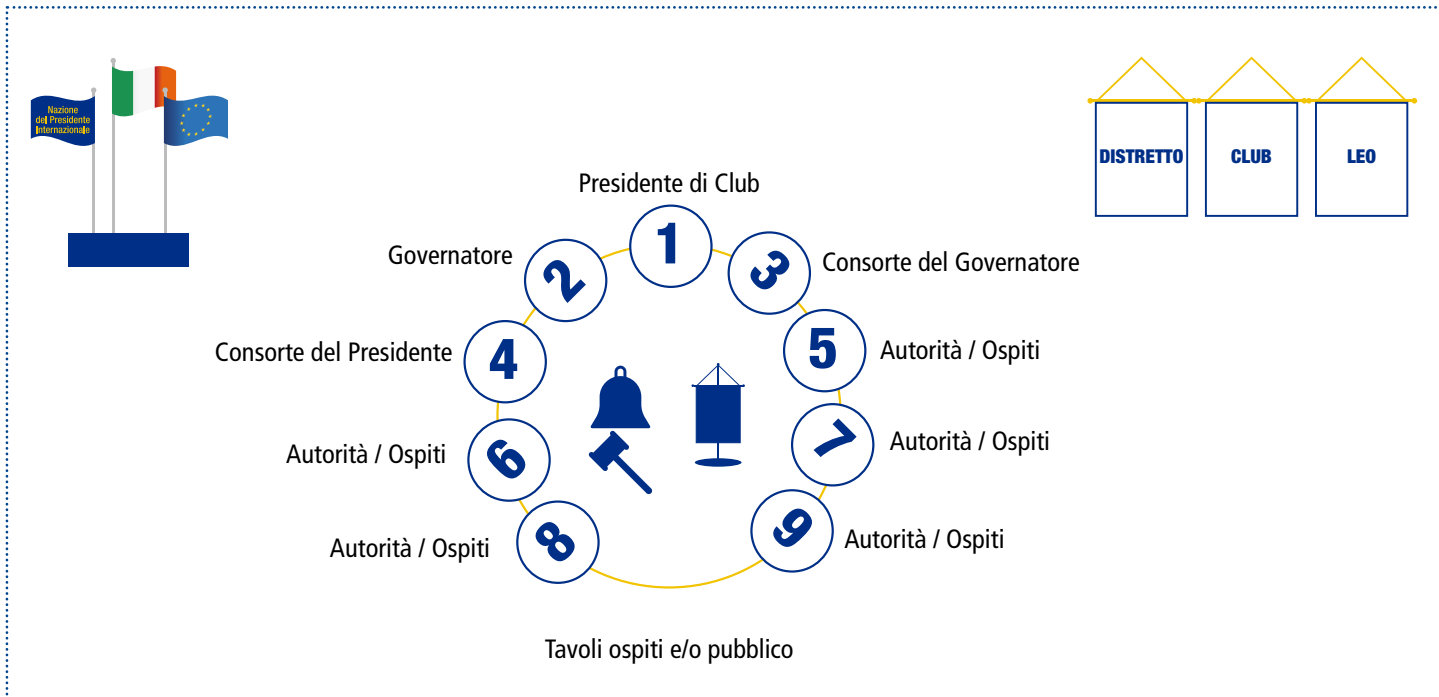 Nazione
del Presidente
Internazionale
DISTRETTO
CLUB
LEO
Presidente di Club
1
Governatore
2
3
Consorte del Governatore
Consorte del Presidente
4
5
Autorità / Ospiti
Autorità / Ospiti
6
7
Autorità / Ospiti
Autorità / Ospiti
8
9
Autorità / Ospiti
Tavoli ospiti e/o pubblico